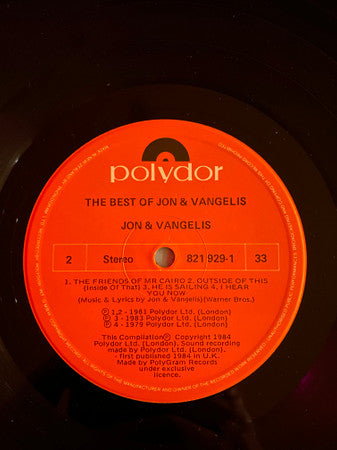 polydor
THE BEST OF JON & VANGELIS
JON & VANGELIS
2 Stereo 821 929-1 33
1. THE FRIENDS OF MR CAIRO 2. OUTSIDE OF THIS
(Inside Of That) 3. HE IS SAILING 4. I HEAR
YOU NOW
(Music & Lyrics by Jon & Vangelis)(Warner Bros.)
Ⓟ 1,2 - 1981 Polydor Ltd. (London)
Ⓟ 3 - 1983 Polydor Ltd. (London)
Ⓟ 4 - 1979 Polydor Ltd. (London)
This Compilation Ⓟ Copyright 1984
Polydor Ltd. (London). Sound recording
made by Polydor Ltd. (London).
- first published 1984 in U.K.
Made by PolyGram Records
under exclusive
licence.